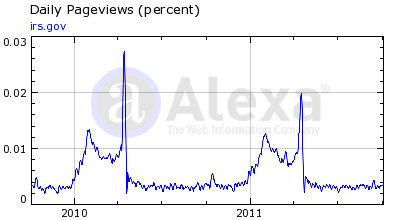 Daily Pageviews (percent)
irs.gov
0.03
0.02
0.01
0
2010
2011
a Alexa®
The Web Information Company